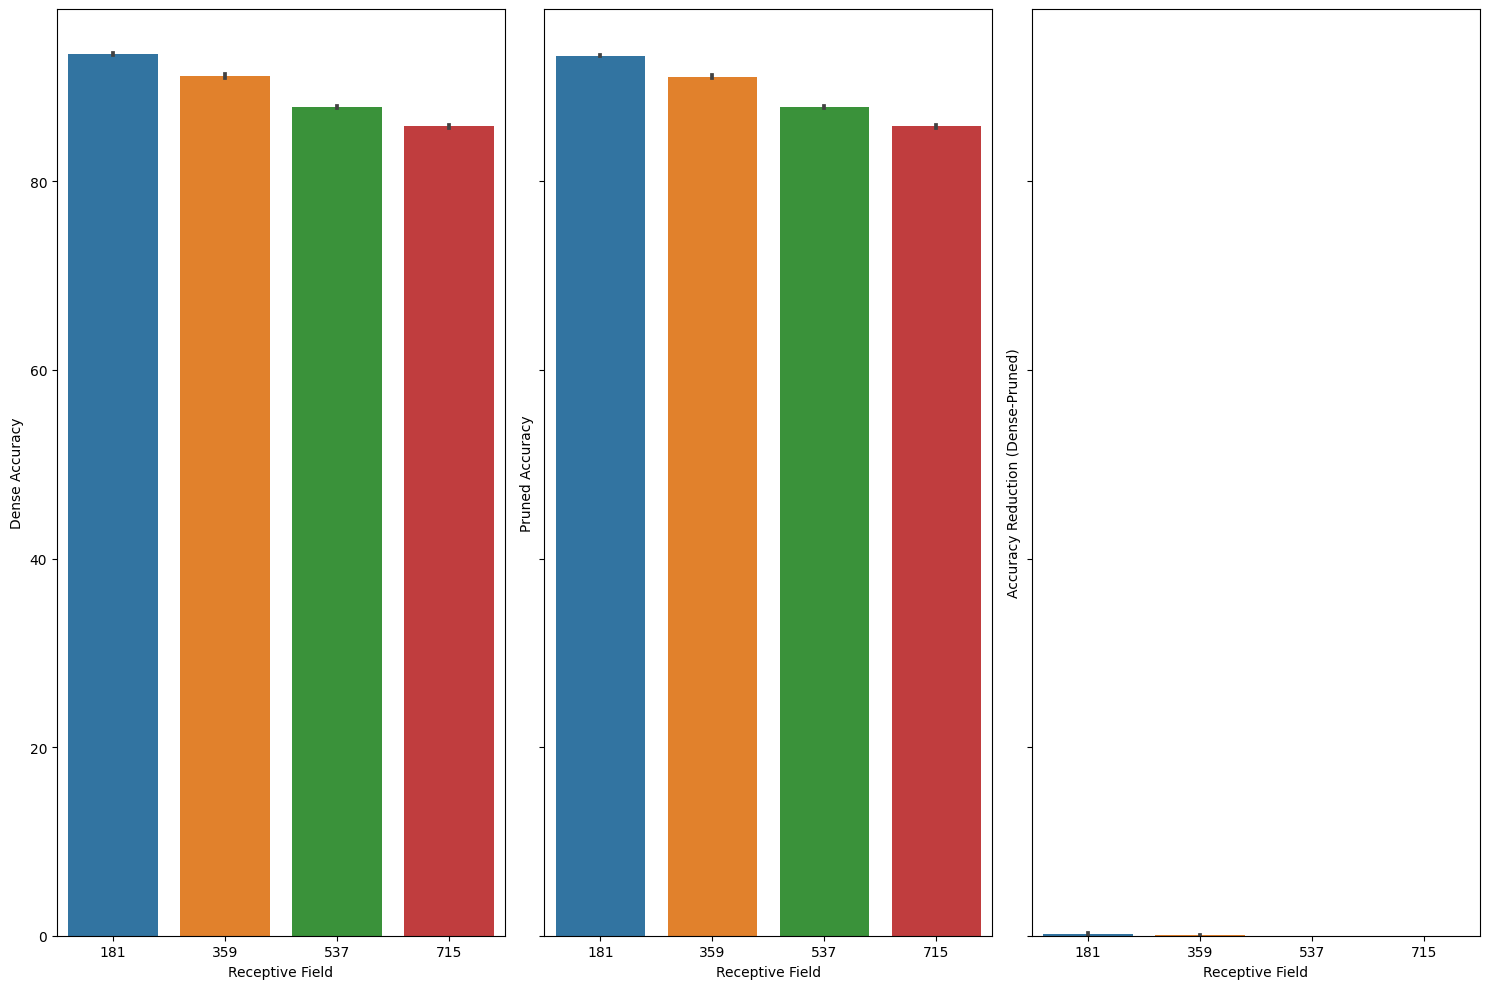 Dense Accuracy
80
60
40
20
0
181 359 537 715
Receptive Field
Pruned Accuracy
181 359 537 715
Receptive Field
Accuracy Reduction (Dense-Pruned)
181 359 537 715
Receptive Field